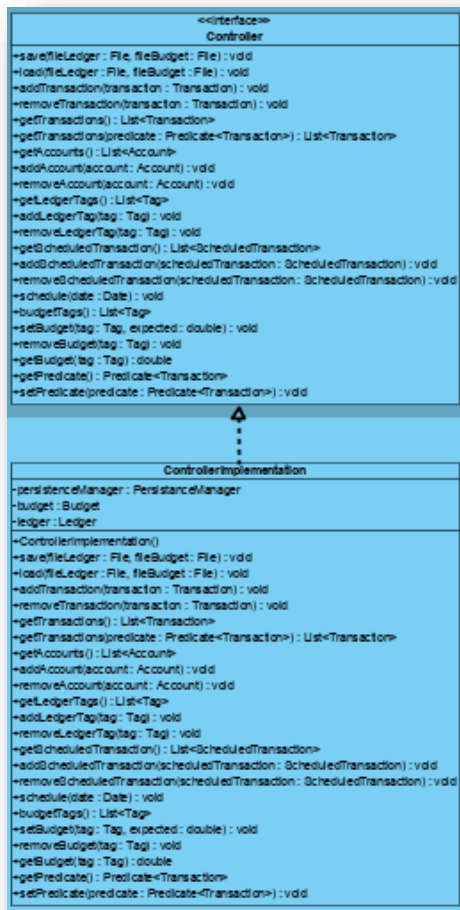 <<Interface>>
Controller
+save(fileLedger : File, fileBudget : File) : void
+load(fileLedger : File, fileBudget : File) : void
+addTransaction(transaction : Transaction) : void
+removeTransaction(transaction : Transaction) : void
+getTransactions() : List<Transaction>
+getTransactions(predicate : Predicate<Transaction>) : List<Transaction>
+getAccounts() : List<Account>
+addAccount(account : Account) : void
+removeAccount(account : Account) : void
+getLedgerTags() : List<Tag>
+addLedgerTag(tag : Tag) : void
+removeLedgerTag(tag : Tag) : void
+getScheduledTransaction() : List<ScheduledTransaction>
+addScheduledTransaction(scheduledTransaction : ScheduledTransaction) : void
+removeScheduledTransaction(scheduledTransaction : ScheduledTransaction) : void
+schedule(date : Date) : void
+budgetTags() : List<Tag>
+setBudget(tag : Tag, expected : double) : void
+removeBudget(tag : Tag) : void
+getBudget(tag : Tag) : double
+getPredicate() : Predicate<Transaction>
+setPredicate(predicate : Predicate<Transaction>) : void
ControllerImplementation
-persistenceManager : PersistanceManager
-budget : Budget
-ledger : Ledger
+ControllerImplementation()
+save(fileLedger : File, fileBudget : File) : void
+load(fileLedger : File, fileBudget : File) : void
+addTransaction(transaction : Transaction) : void
+removeTransaction(transaction : Transaction) : void
+getTransactions() : List<Transaction>
+getTransactions(predicate : Predicate<Transaction>) : List<Transaction>
+getAccounts() : List<Account>
+addAccount(account : Account) : void
+removeAccount(account : Account) : void
+getLedgerTags() : List<Tag>
+addLedgerTag(tag : Tag) : void
+removeLedgerTag(tag : Tag) : void
+getScheduledTransaction() : List<ScheduledTransaction>
+addScheduledTransaction(scheduledTransaction : ScheduledTransaction) : void
+removeScheduledTransaction(scheduledTransaction : ScheduledTransaction) : void
+schedule(date : Date) : void
+budgetTags() : List<Tag>
+setBudget(tag : Tag, expected : double) : void
+removeBudget(tag : Tag) : void
+getBudget(tag : Tag) : double
+getPredicate() : Predicate<Transaction>
+setPredicate(predicate : Predicate<Transaction>) : void